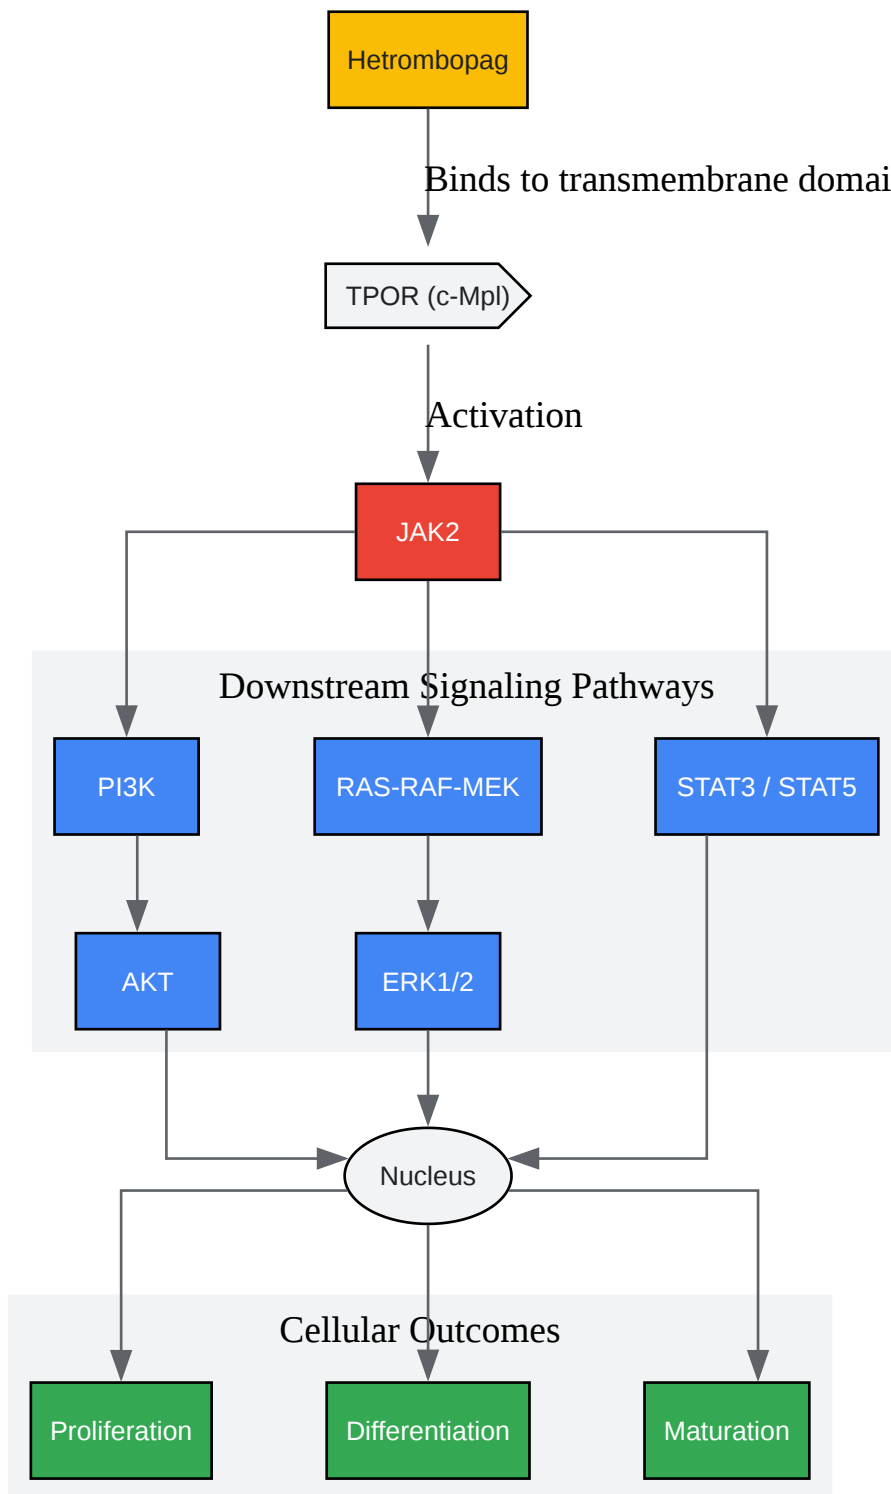 Hetrombopag
Binds to transmembrane domai
TPOR (c-Mpl)
Activation
JAK2
Downstream Signaling Pathways
PI3K
RAS-RAF-MEK
STAT3 / STAT5
AKT
ERK1/2
Nucleus
Cellular Outcomes
Proliferation
Differentiation
Maturation